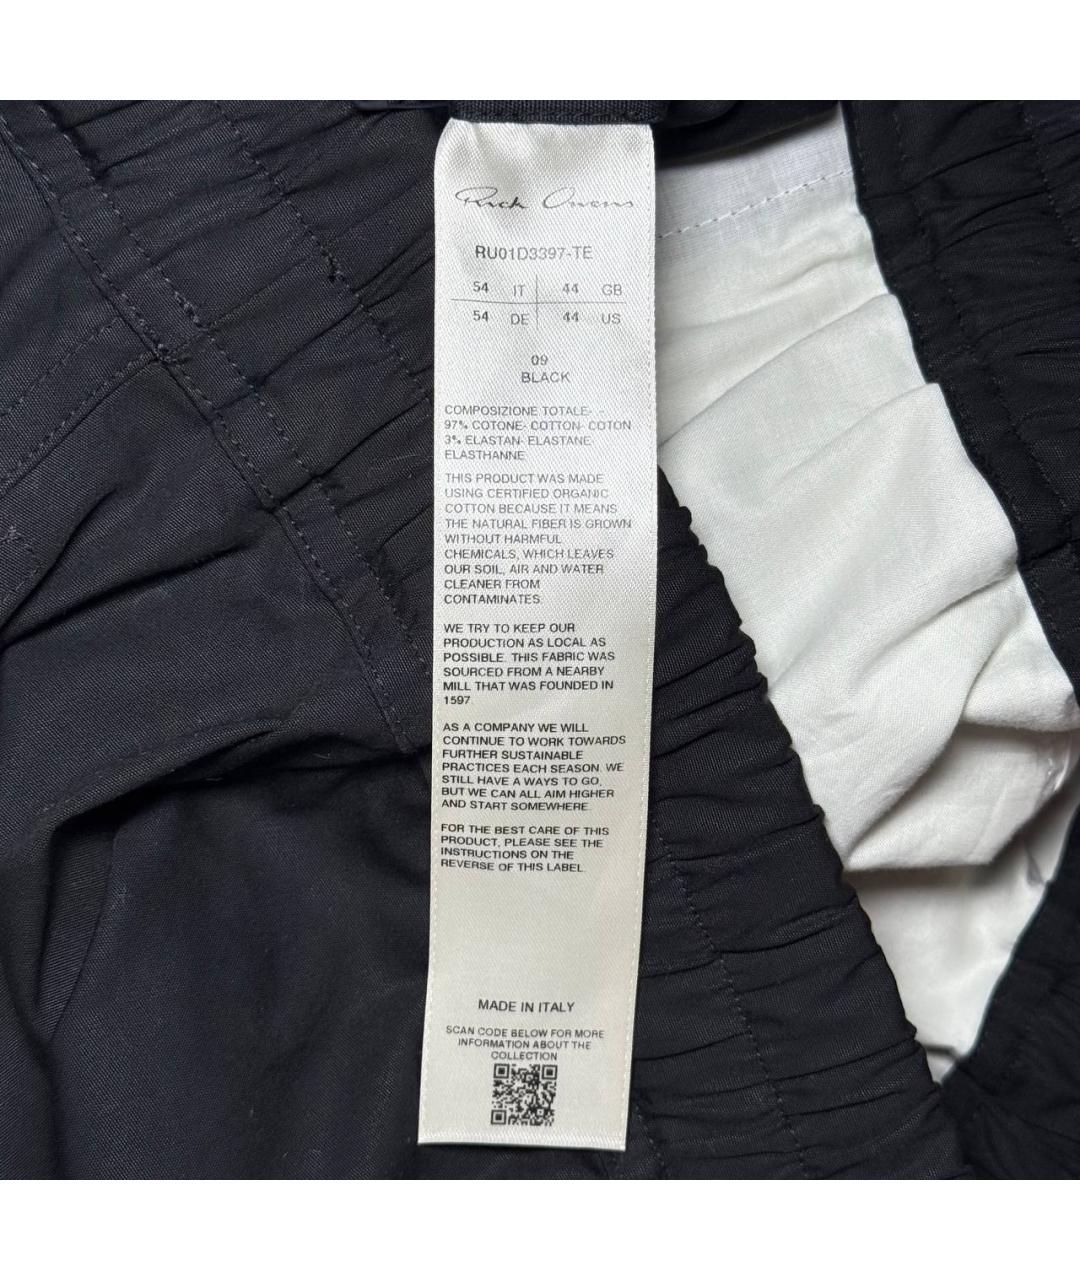 Rick Owens
RU01D3397-TE
54 IT 44 GB
54 DE 44 US
09
BLACK
COMPOSIZIONE TOTALE- -
97% COTONE- COTTON- COTON
3% ELASTAN- ELASTANE-
ELASTHANNE
THIS PRODUCT WAS MADE
USING CERTIFIED ORGANIC
COTTON BECAUSE IT MEANS
THE NATURAL FIBER IS GROWN
WITHOUT HARMFUL
CHEMICALS, WHICH LEAVES
OUR SOIL, AIR AND WATER
CLEANER FROM
CONTAMINATES.
WE TRY TO KEEP OUR
PRODUCTION AS LOCAL AS
POSSIBLE. THIS FABRIC WAS
SOURCED FROM A NEARBY
MILL THAT WAS FOUNDED IN
1597.
AS A COMPANY WE WILL
CONTINUE TO WORK TOWARDS
FURTHER SUSTAINABLE
PRACTICES EACH SEASON. WE
STILL HAVE A WAYS TO GO,
BUT WE CAN ALL AIM HIGHER
AND START SOMEWHERE.
FOR THE BEST CARE OF THIS
PRODUCT, PLEASE SEE THE
INSTRUCTIONS ON THE
REVERSE OF THIS LABEL.
MADE IN ITALY
SCAN CODE BELOW FOR MORE
INFORMATION ABOUT THE
COLLECTION